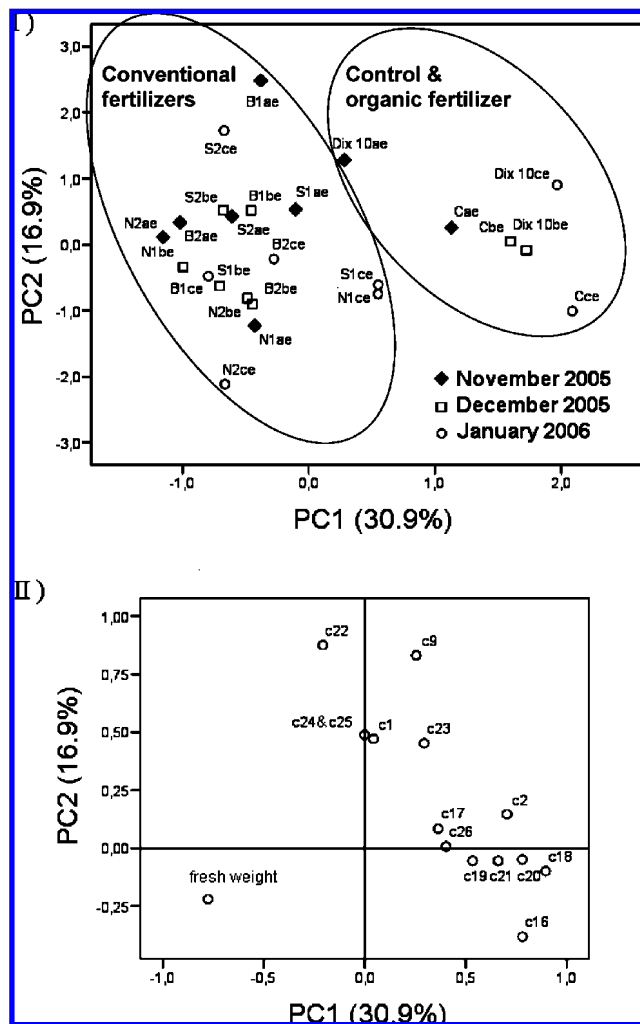 I)
3,0
2,0
1,0
0,0
-1,0
-2,0
-3,0
PC2 (16.9%)
Conventional
fertilizers
Control &
organic fertilizer
B1ae
S2ce
Dix 10ae
Dix 10ce
S2be
B1be
S1ae
N2ae
S2ae
Cae
Cbe
Dix 10be
N1be
B2ae
B2ce
S1be
S1ce
B1ce
B2be
N1ce
Cce
N2be
N1ae
N2ce
November 2005
December 2005
January 2006
-1,0
0,0
1,0
2,0
PC1 (30.9%)
II)
1,00
0,75
0,50
0,25
0,00
-0,25
PC2 (16.9%)
c22
c9
c24&c25
c1
c23
c2
c17
c26
c18
c19
c21
c20
fresh weight
c16
-1,0
-0,5
0,0
0,5
1,0
PC1 (30.9%)